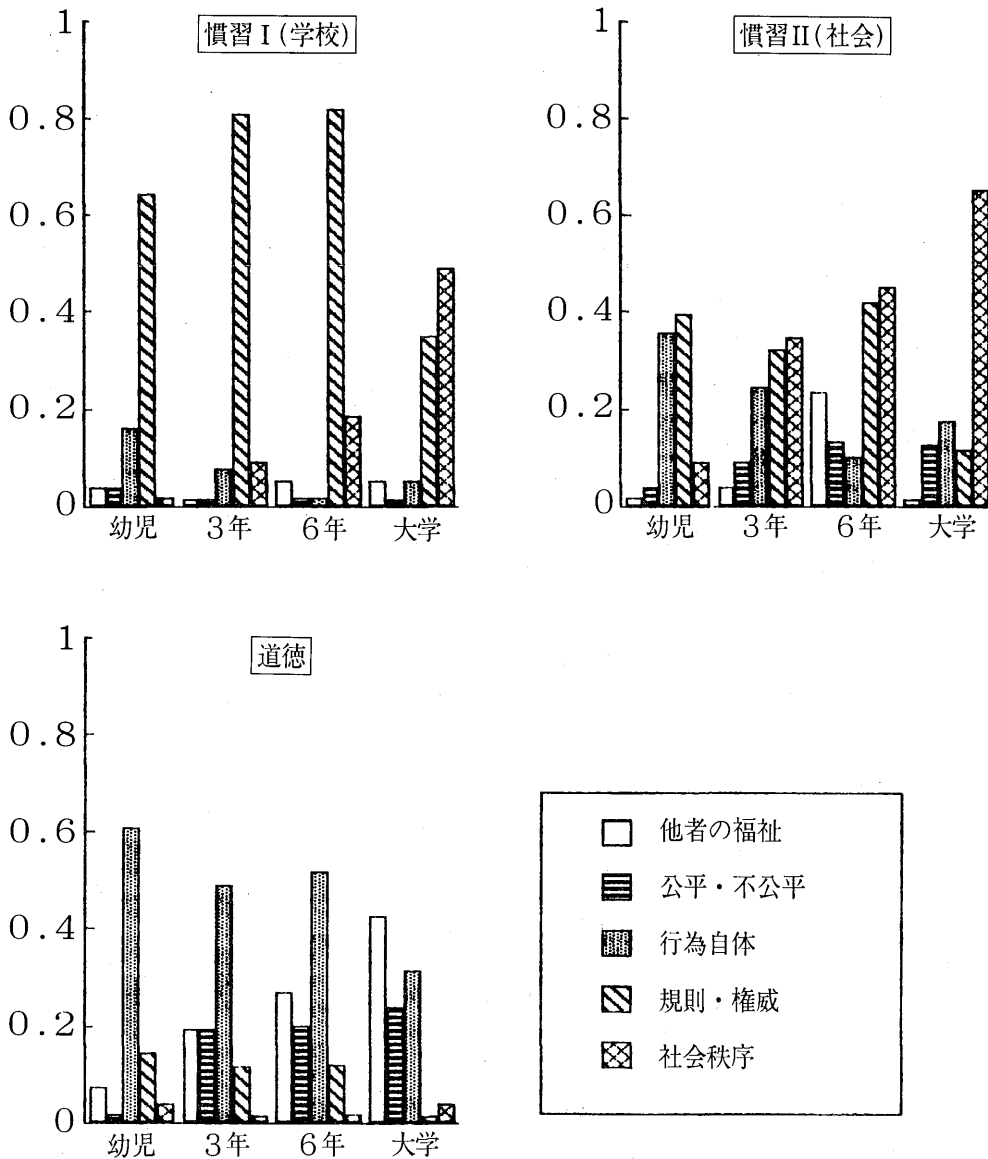 慣習Ⅰ(学校)
1
0.8
0.6
0.4
0.2
0
幼児 3年 6年 大学
慣習II(社会)
1
0.8
0.6
0.4
0.2
0
幼児 3年 6年 大学
道徳
1
0.8
0.6
0.4
0.2
0
幼児 3年 6年 大学
他者の福祉
公平・不公平
行為自体
規則・権威
社会秩序